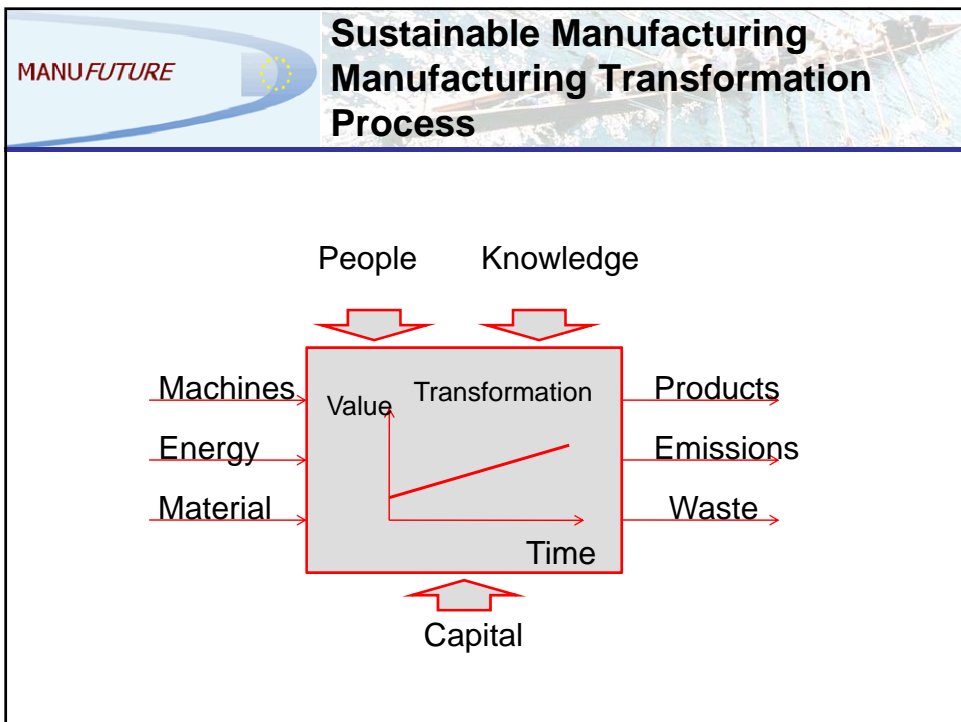 MANUFUTURE
Sustainable Manufacturing
Manufacturing Transformation
Process
People Knowledge
Machines
Energy
Material
Value
Transformation
Time
Products
Emissions
Waste
Capital